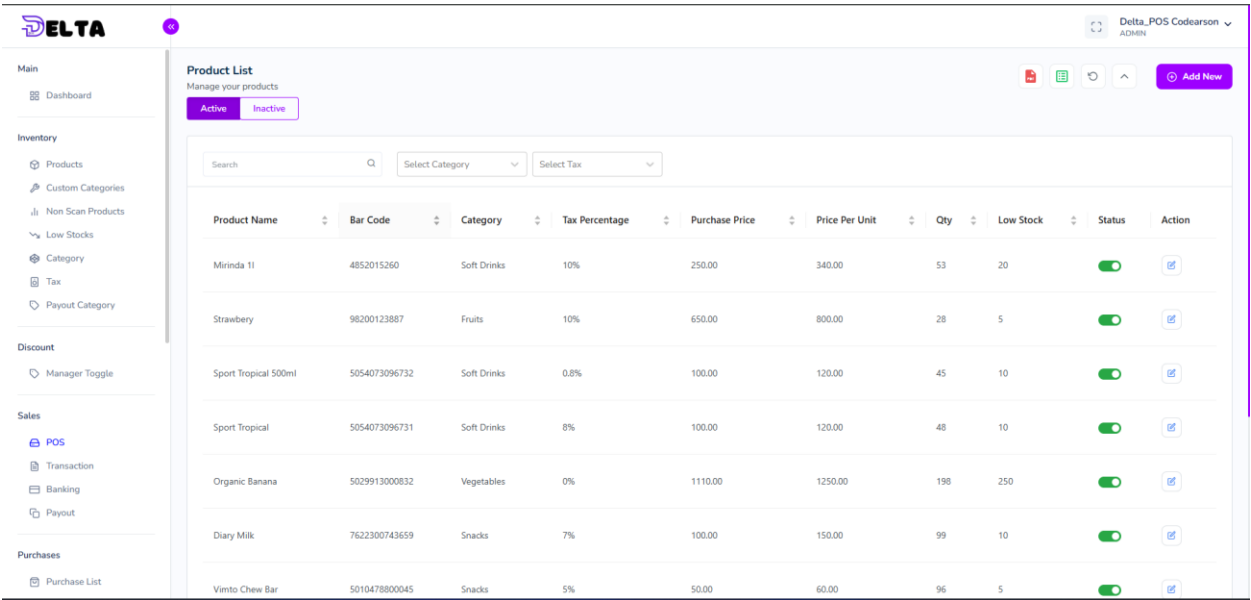 DELTA
Delta_POS Codearson
ADMIN
Main
Dashboard
Inventory
Products
Custom Categories
Non Scan Products
Low Stocks
Category
Tax
Payout Category
Discount
Manager Toggle
Sales
POS
Transaction
Banking
Payout
Purchases
Purchase List
Product List
Manage your products
Active Inactive
Add New
Search Select Category Select Tax
Product Name Bar Code Category Tax Percentage Purchase Price Price Per Unit Qty Low Stock Status Action
Mirinda 1l 4852015260 Soft Drinks 10% 250.00 340.00 53 20
Strawbery 98200123887 Fruits 10% 650.00 800.00 28 5
Sport Tropical 500ml 5054073096732 Soft Drinks 0.8% 100.00 120.00 45 10
Sport Tropical 5054073096731 Soft Drinks 8% 100.00 120.00 48 10
Organic Banana 5029913000832 Vegetables 0% 1110.00 1250.00 198 250
Diary Milk 7622300743659 Snacks 7% 100.00 150.00 99 10
Vimto Chew Bar 5010478800045 Snacks 5% 50.00 60.00 96 5